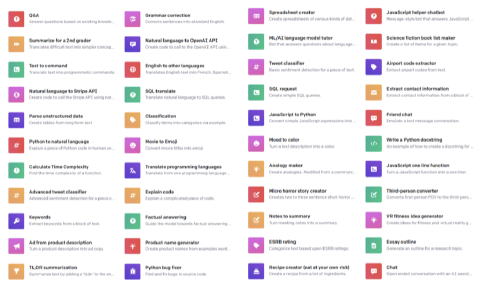 Q&A
Answer questions based on existing knowle...
Grammar correction
Corrects sentences into standard English.
Summarize for a 2nd grader
Translates difficult text into simpler concep...
Natural language to OpenAI API
Create code to call to the OpenAI API usin...
Text to command
Translate text into programmatic commands.
English to other languages
Translates English text into French, Spanish...
Natural language to Stripe API
Create code to call the Stripe API using nat...
SQL translate
Translate natural language to SQL queries.
Parse unstructured data
Create tables from long form text
Classification
Classify items into categories via example.
Python to natural language
Explain a piece of Python code in human un...
Movie to Emoji
Convert movie titles into emoji.
Calculate Time Complexity
Find the time complexity of a function.
Translate programming languages
Translate from one programming language...
Advanced tweet classifier
Advanced sentiment detection for a piece o...
Explain code
Explain a complicated piece of code.
Keywords
Extract keywords from a block of text.
Factual answering
Guide the model towards factual answering...
Ad from product description
Turn a product description into ad copy.
Product name generator
Create product names from examples word...
TL;DR summarization
Summarize text by adding a 'tl;dr:' to the en...
Python bug fixer
Find and fix bugs in source code.
Spreadsheet creator
Create spreadsheets of various kinds of dat...
JavaScript helper chatbot
Message-style bot that answers JavaScript...
ML/AI language model tutor
Bot that answers questions about language...
Science fiction book list maker
Create a list of items for a given topic.
Tweet classifier
Basic sentiment detection for a piece of text.
Airport code extractor
Extract airport codes from text.
SQL request
Create simple SQL queries.
Extract contact information
Extract contact information from a block of...
JavaScript to Python
Convert simple JavaScript expressions into...
Friend chat
Emulate a text message conversation.
Mood to color
Turn a text description into a color.
Write a Python docstring
An example of how to create a docstring for...
Analogy maker
Create analogies. Modified from a communi...
JavaScript one line function
Turn a JavaScript function into a one liner.
Micro horror story creator
Creates two to three sentence short horror...
Third-person converter
Converts first-person POV to the third-pers...
Notes to summary
Turn meeting notes into a summary.
VR fitness idea generator
Create ideas for fitness and virtual reality g...
ESRB rating
Categorize text based upon ESRB ratings.
Essay outline
Generate an outline for a research topic.
Recipe creator (eat at your own risk)
Create a recipe from a list of ingredients.
Chat
Open ended conversation with an AI assist...